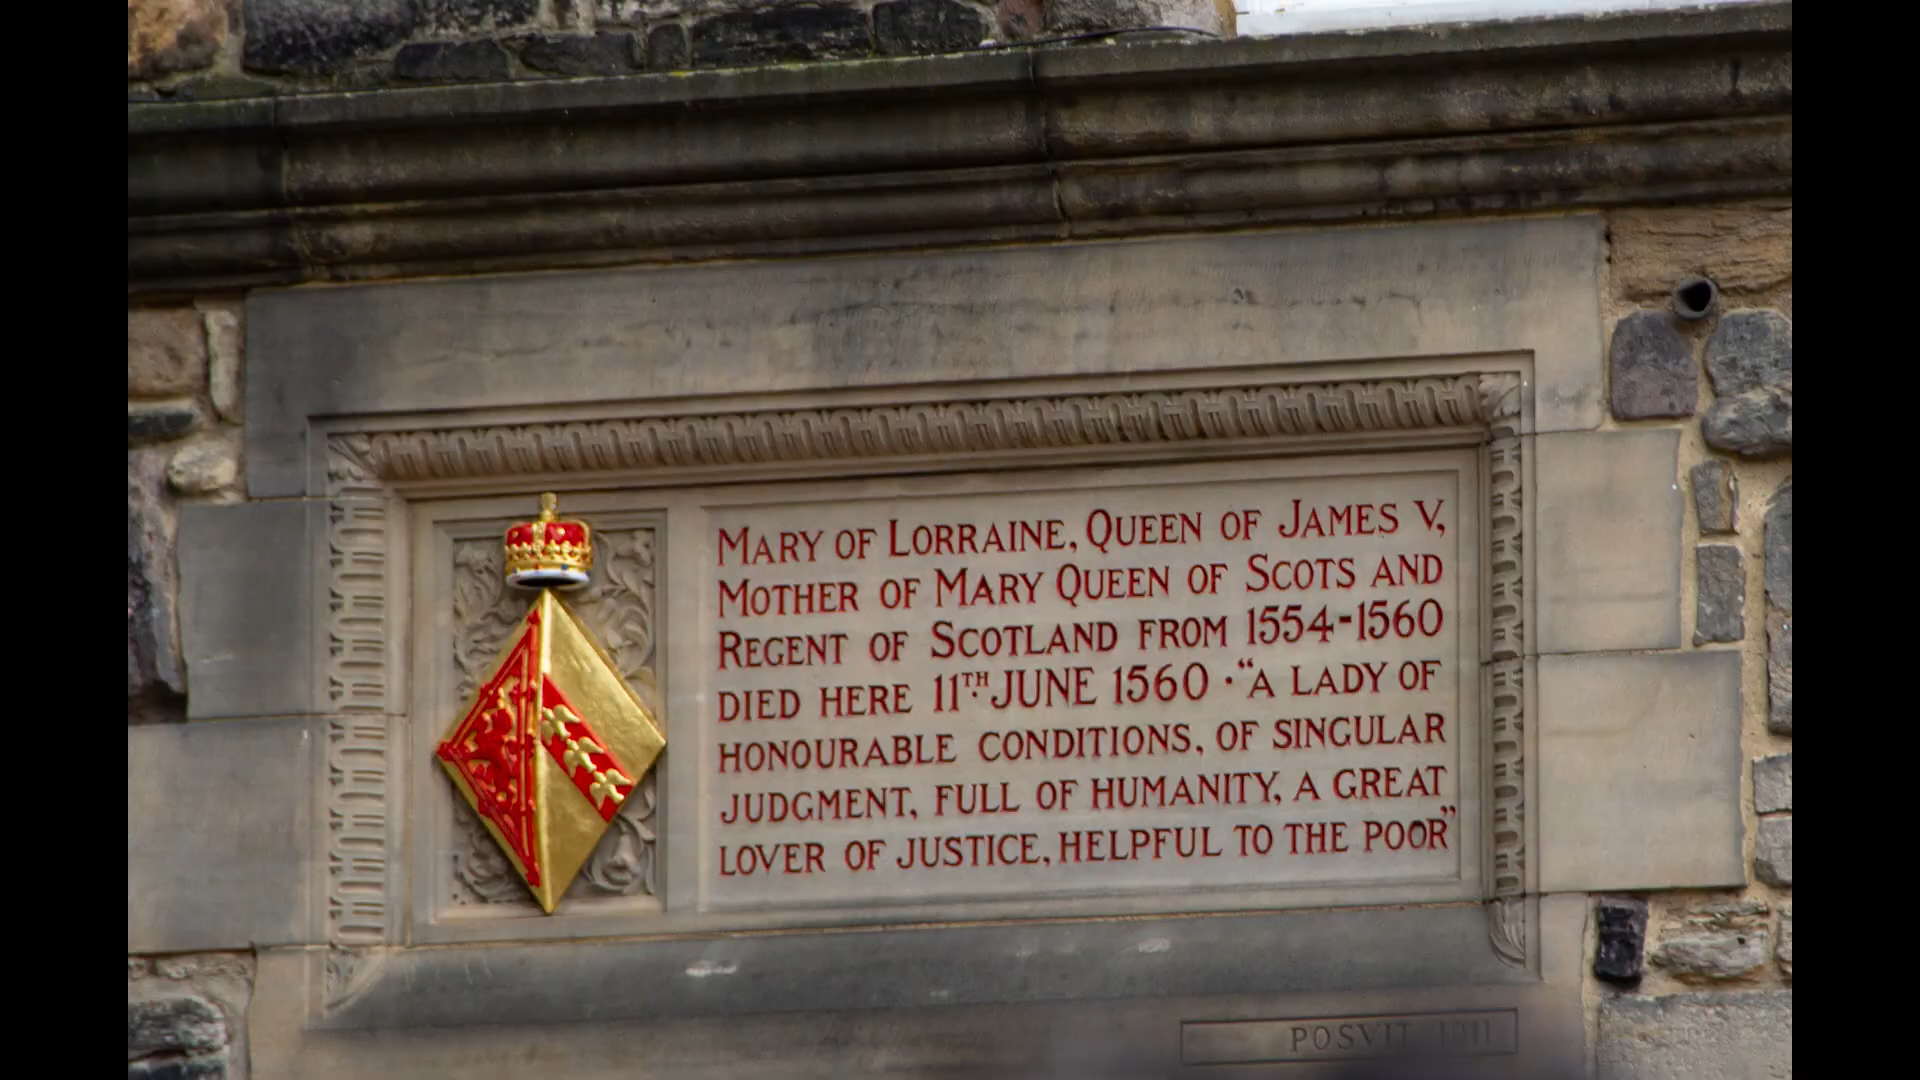 MARY OF LORRAINE, QUEEN OF JAMES V,
MOTHER OF MARY QUEEN OF SCOTS AND
REGENT OF SCOTLAND FROM 1554-1560
DIED HERE 11TH JUNE 1560 · "A LADY OF
HONOURABLE CONDITIONS, OF SINGULAR
JUDGMENT, FULL OF HUMANITY, A GREAT
LOVER OF JUSTICE, HELPFUL TO THE POOR"
POSVIT 1911